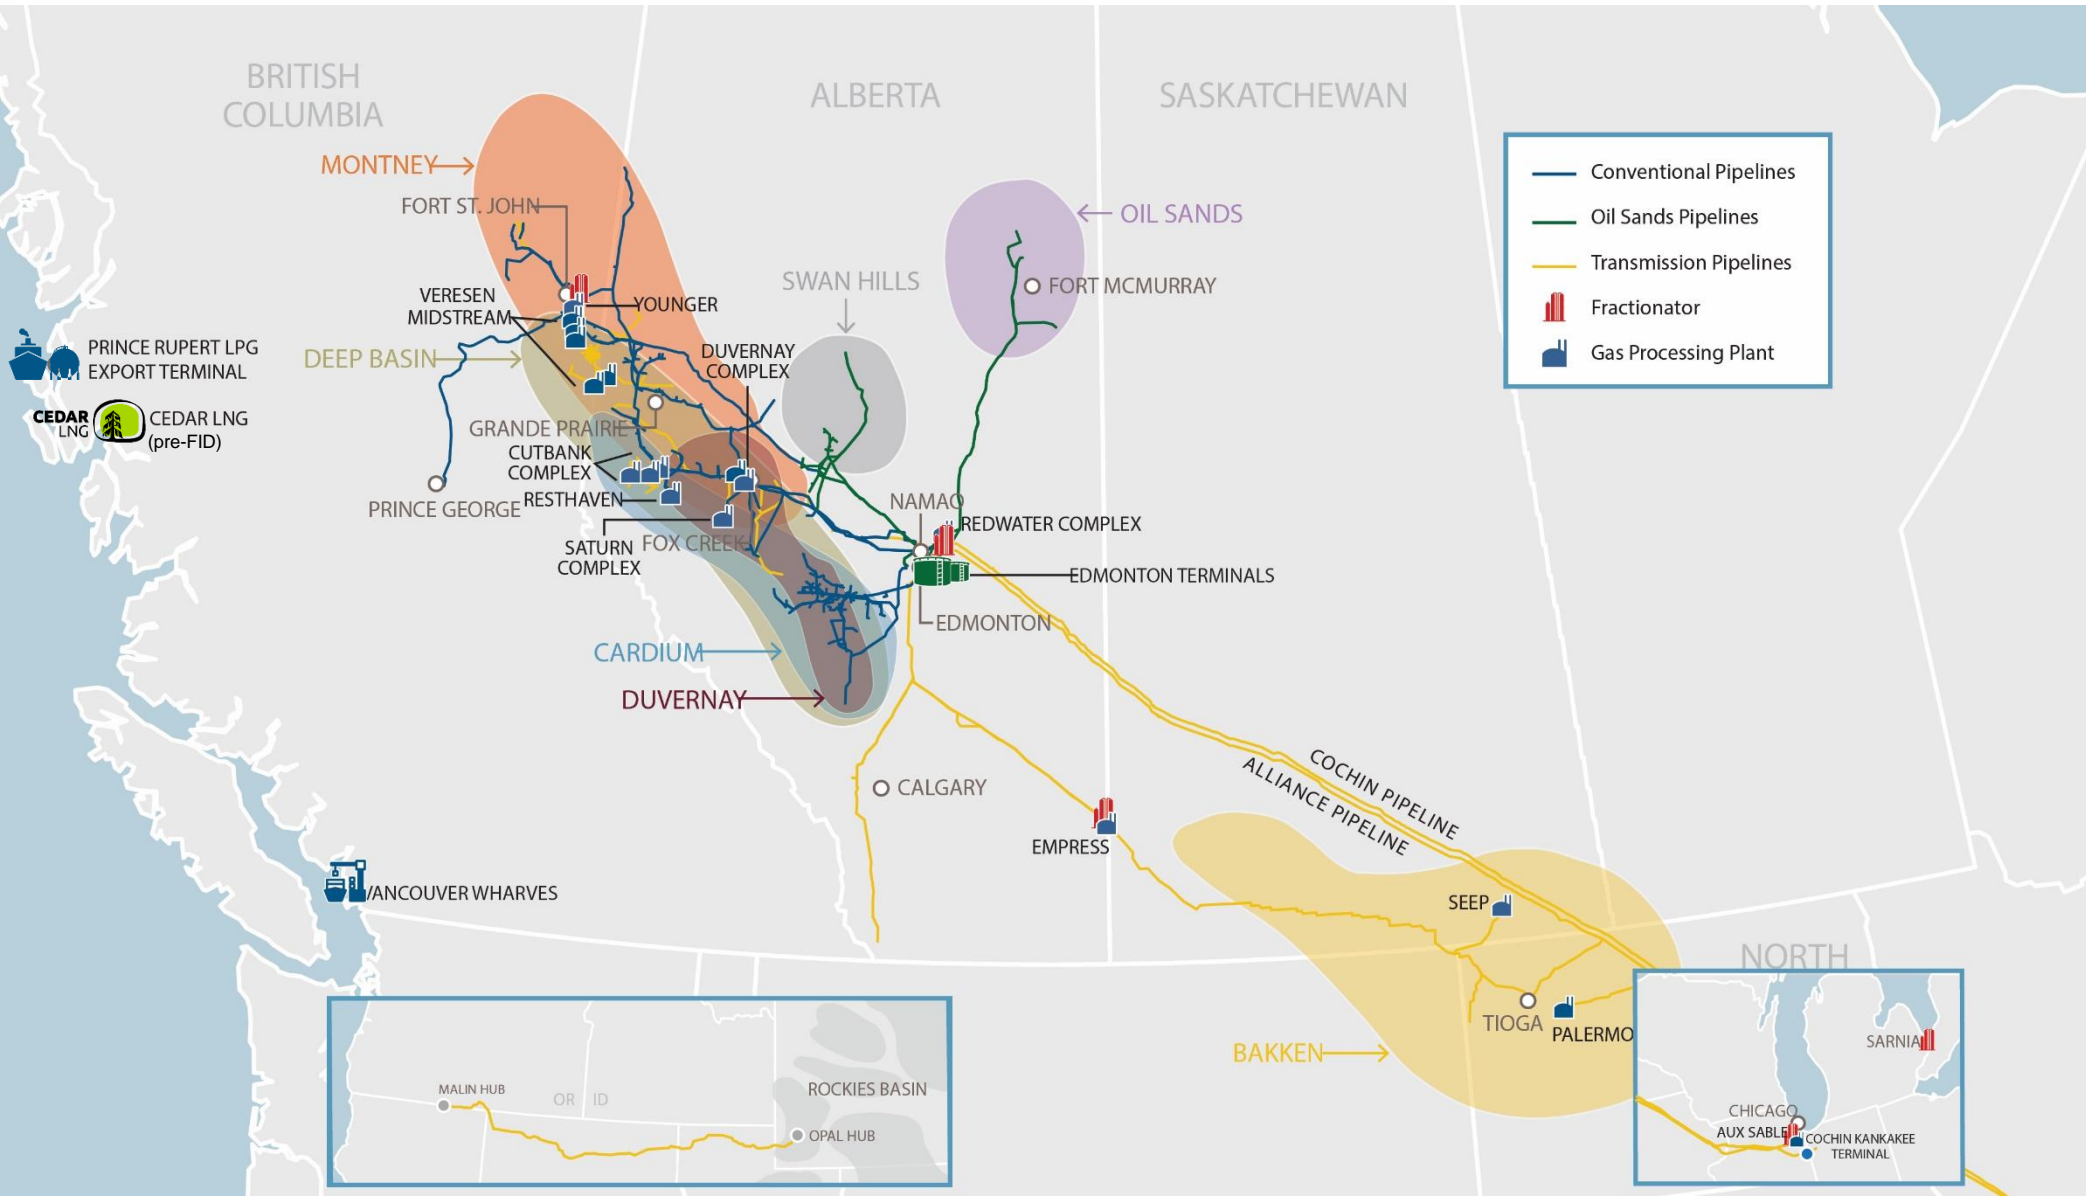 BRITISH
COLUMBIA
ALBERTA
SASKATCHEWAN
MONTNEY
FORT ST. JOHN
OIL SANDS
Conventional Pipelines
Oil Sands Pipelines
Transmission Pipelines
Fractionator
Gas Processing Plant
SWAN HILLS
FORT MCMURRAY
VERESEN
MIDSTREAM
YOUNGER
PRINCE RUPERT LPG
EXPORT TERMINAL
DEEP BASIN
DUVERNAY
COMPLEX
CEDAR
LNG
CEDAR LNG
(pre-FID)
GRANDE PRAIRIE
CUTBANK
COMPLEX
RESTHAVEN
PRINCE GEORGE
NAMAO
REDWATER COMPLEX
SATURN
COMPLEX
FOX CREEK
EDMONTON TERMINALS
EDMONTON
CARDIUM
DUVERNAY
CALGARY
COCHIN PIPELINE
ALLIANCE PIPELINE
EMPRESS
VANCOUVER WHARVES
SEEP
NORTH
TIOGA
PALERMO
BAKKEN
MALIN HUB
OR
ID
ROCKIES BASIN
OPAL HUB
SARNIA
CHICAGO
AUX SABLE
COCHIN KANKAKEE
TERMINAL